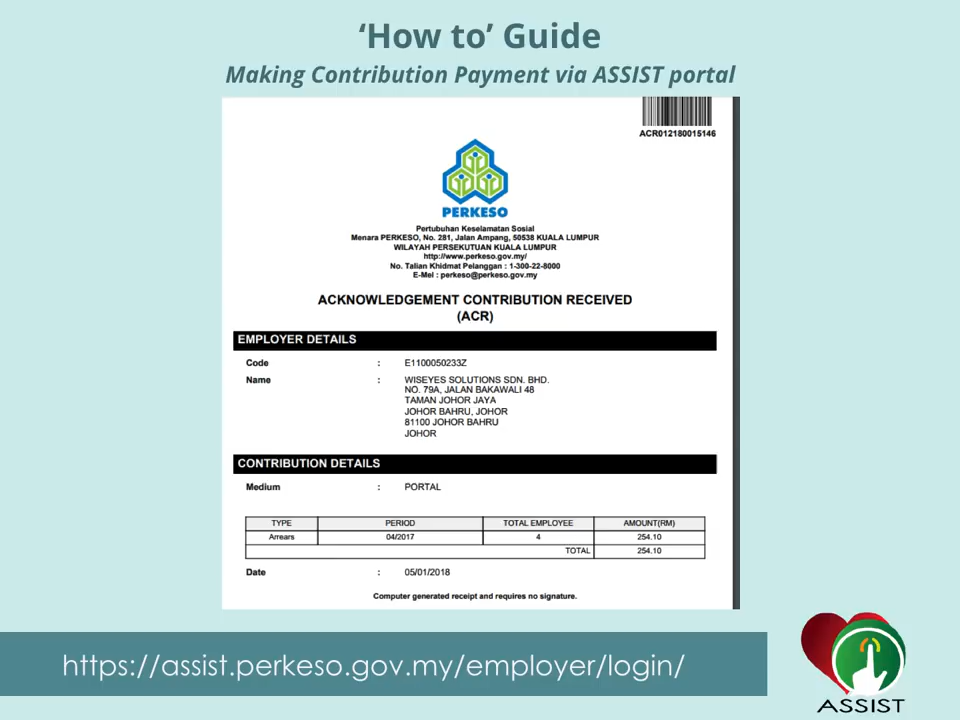 ‘How to’ Guide
Making Contribution Payment via ASSIST portal
ACR012180015146
PERKESO
Pertubuhan Keselamatan Sosial
Menara PERKESO, No. 281, Jalan Ampang, 50538 KUALA LUMPUR
WILAYAH PERSEKUTUAN KUALA LUMPUR
http://www.perkeso.gov.my/
No. Talian Khidmat Pelanggan : 1-300-22-8000
E-Mel : perkeso@perkeso.gov.my
ACKNOWLEDGEMENT CONTRIBUTION RECEIVED
(ACR)
EMPLOYER DETAILS
Code : E1100050233Z
Name : WISEYES SOLUTIONS SDN. BHD.
NO. 79A, JALAN BAKAWALI 48
TAMAN JOHOR JAYA
JOHOR BAHRU, JOHOR
81100 JOHOR BAHRU
JOHOR
CONTRIBUTION DETAILS
Medium : PORTAL
TYPE PERIOD TOTAL EMPLOYEE AMOUNT(RM)
Arrears 04/2017 4 254.10
TOTAL 254.10
Date : 05/01/2018
Computer generated receipt and requires no signature.
https://assist.perkeso.gov.my/employer/login/
ASSIST